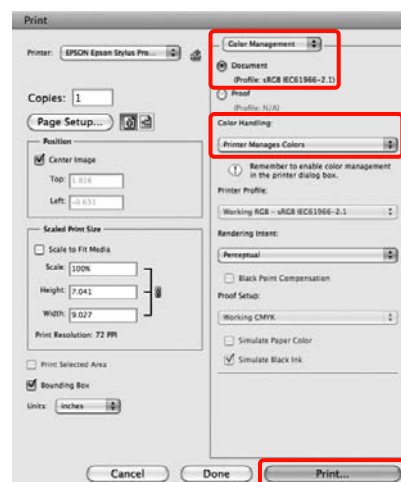 Print
Printer: EPSON Epson Stylus Pro...
Copies: 1
Page Setup...
Position
Center Image
Top: 1.916
Left: -0.631
Scaled Print Size
Scale to Fit Media
Scale: 100%
Height: 7.041
Width: 9.027
Print Resolution: 72 PPI
Print Selected Area
Bounding Box
Units: inches
Color Management
Document
(Profile: sRGB IEC61966-2.1)
Proof
(Profile: N/A)
Color Handling:
Printer Manages Colors
Remember to enable color management
in the printer dialog box.
Printer Profile:
Working RGB - sRGB IEC61966-2.1
Rendering Intent:
Perceptual
Black Point Compensation
Proof Setup:
Working CMYK
Simulate Paper Color
Simulate Black Ink
Cancel
Done
Print...